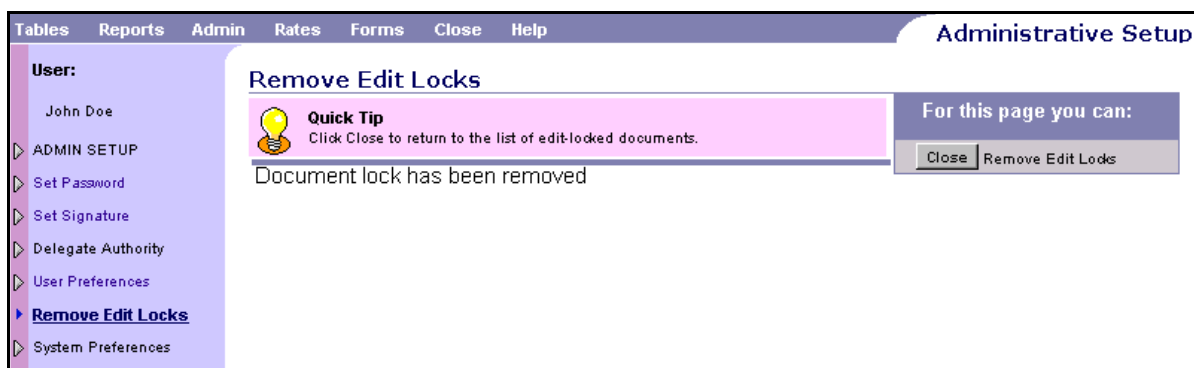 Tables Reports Admin Rates Forms Close Help
Administrative Setup
User:
John Doe
ADMIN SETUP
Set Password
Set Signature
Delegate Authority
User Preferences
Remove Edit Locks
System Preferences
Remove Edit Locks
Quick Tip
Click Close to return to the list of edit-locked documents.
Document lock has been removed
For this page you can:
Close Remove Edit Locks